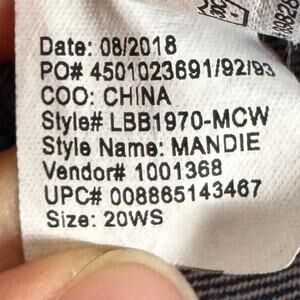 Date: 08/2018
PO# 4501023691/92/93
COO: CHINA
Style# LBB1970-MCW
Style Name: MANDIE
Vendor# 1001368
UPC# 008865143467
Size: 20WS